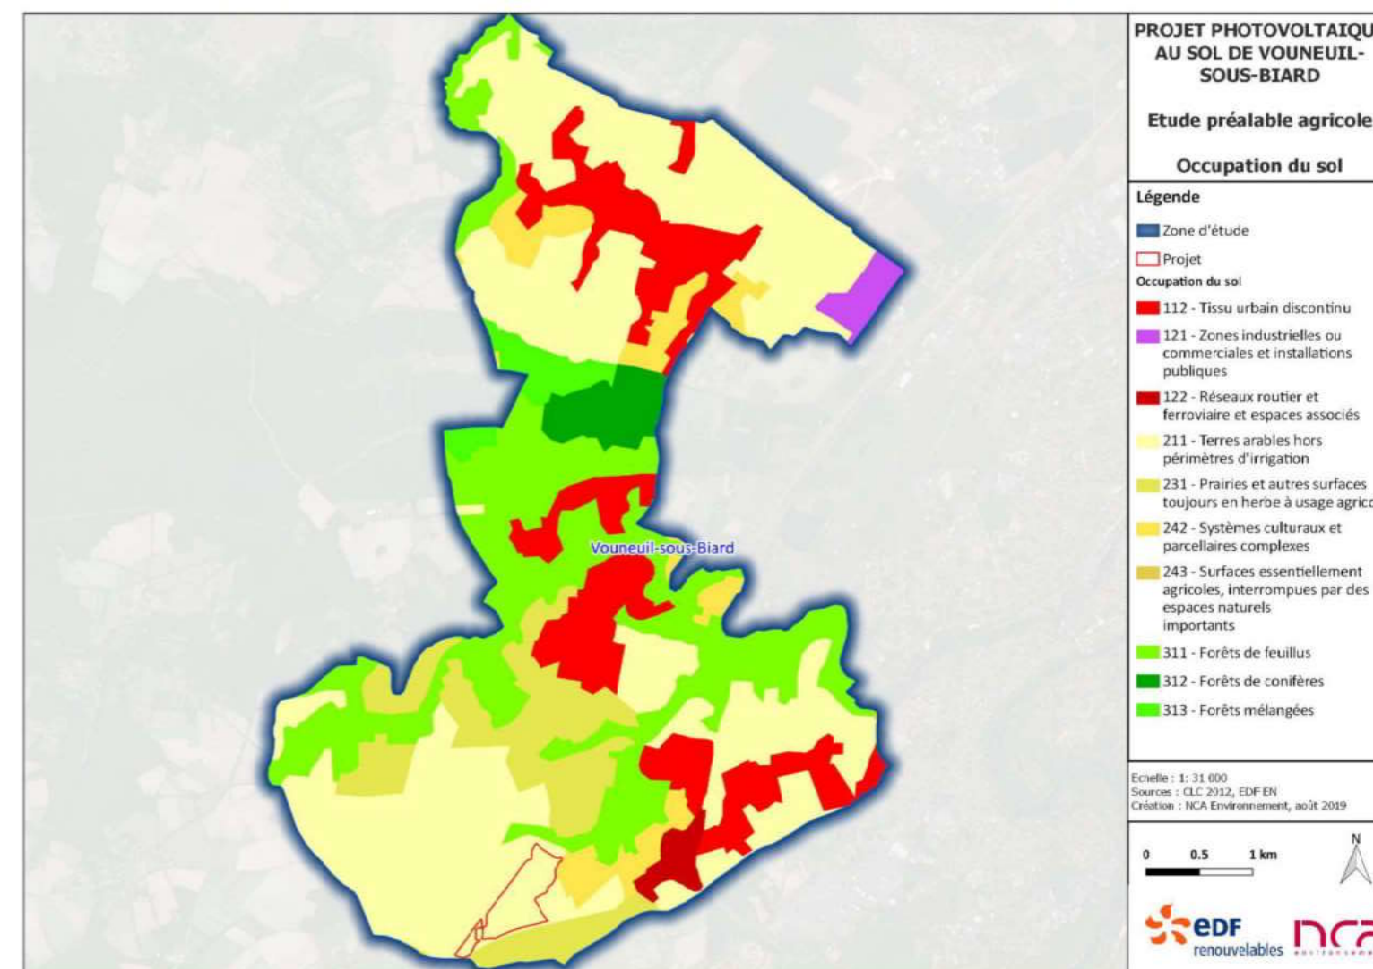 PROJET PHOTOVOLTAIQU
AU SOL DE VOUNEUIL-
SOUS-BIARD
Etude préalable agricole
Occupation du sol
Légende
Zone d'étude
Projet
Occupation du sol
112 - Tissu urbain discontinu
121 - Zones industrielles ou
commerciales et installations
publiques
122 - Réseaux routier et
ferroviaire et espaces associés
211 - Terres arables hors
périmètres d'irrigation
231 - Prairies et autres surfaces
toujours en herbe à usage agrico
242 - Systèmes culturaux et
parcellaires complexes
243 - Surfaces essentiellement
agricoles, interrompues par des
espaces naturels
importants
311 - Forêts de feuillus
312 - Forêts de conifères
313 - Forêts mélangées
Vouneuil-sous-Biard
Echelle : 1: 31 000
Sources : CLC 2012, EDF EN
Création : NCA Environnement, août 2019
0 0.5 1 km
N
eDF
renouvelables
nca